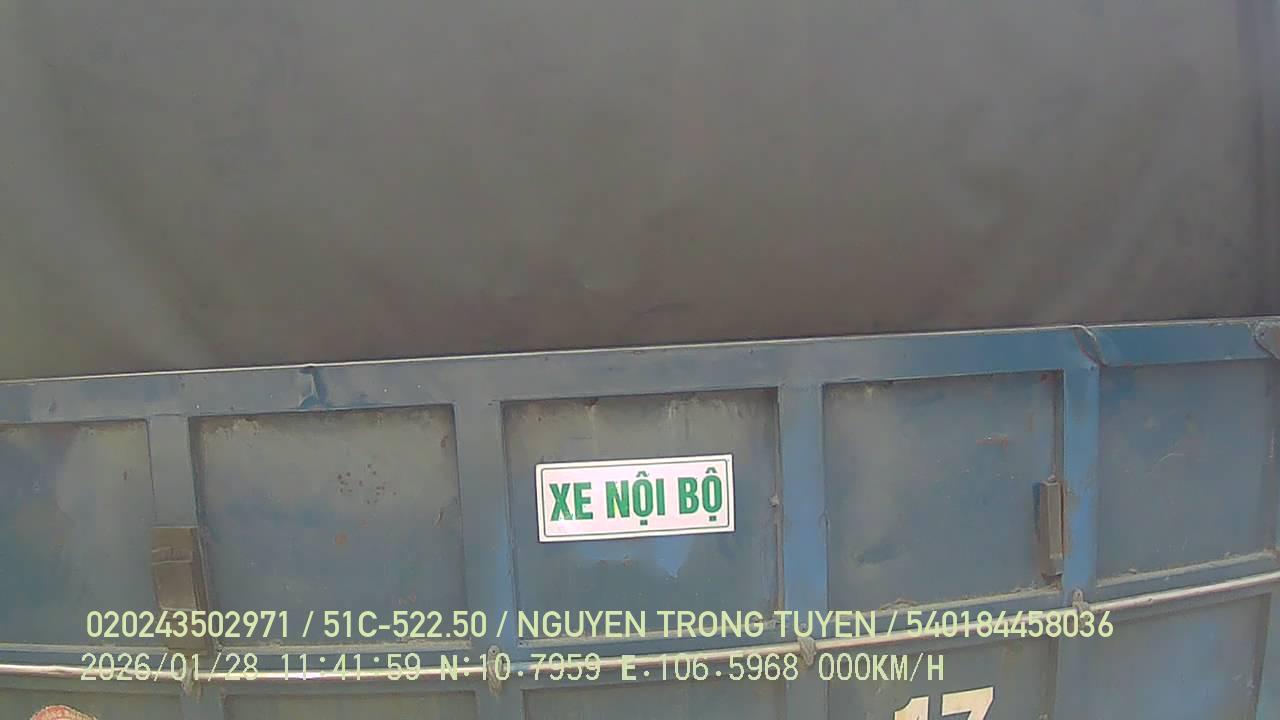 XE NỘI BỘ
020243502971 / 51C-522.50 / NGUYEN TRONG TUYEN / 540184458036
2026/01/28 11:41:59 N:10.7959 E:106.5968 000KM/H
17